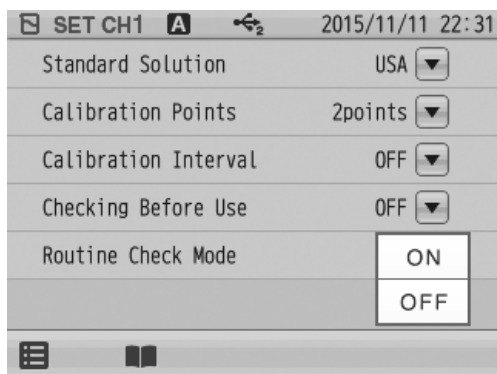 SET CH1 A 2 2015/11/11 22:31
Standard Solution USA
Calibration Points 2points
Calibration Interval OFF
Checking Before Use OFF
Routine Check Mode ON
OFF